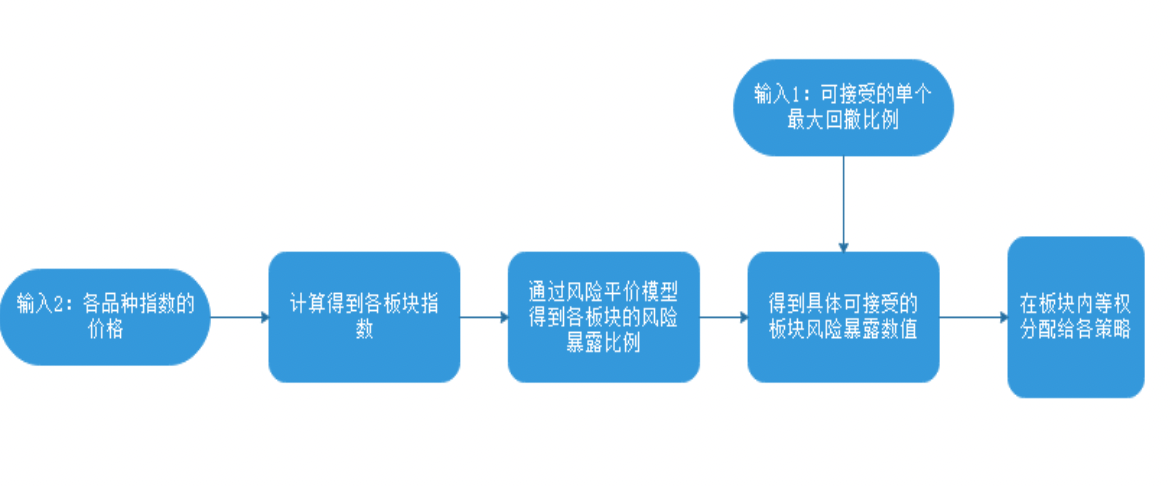 输入1：可接受的单个
最大回撤比例
输入2：各品种指数的
价格
计算得到各板块指
数
通过风险平价模型
得到各板块的风险
暴露比例
得到具体可接受的
板块风险暴露数值
在板块内等权
分配给各策略